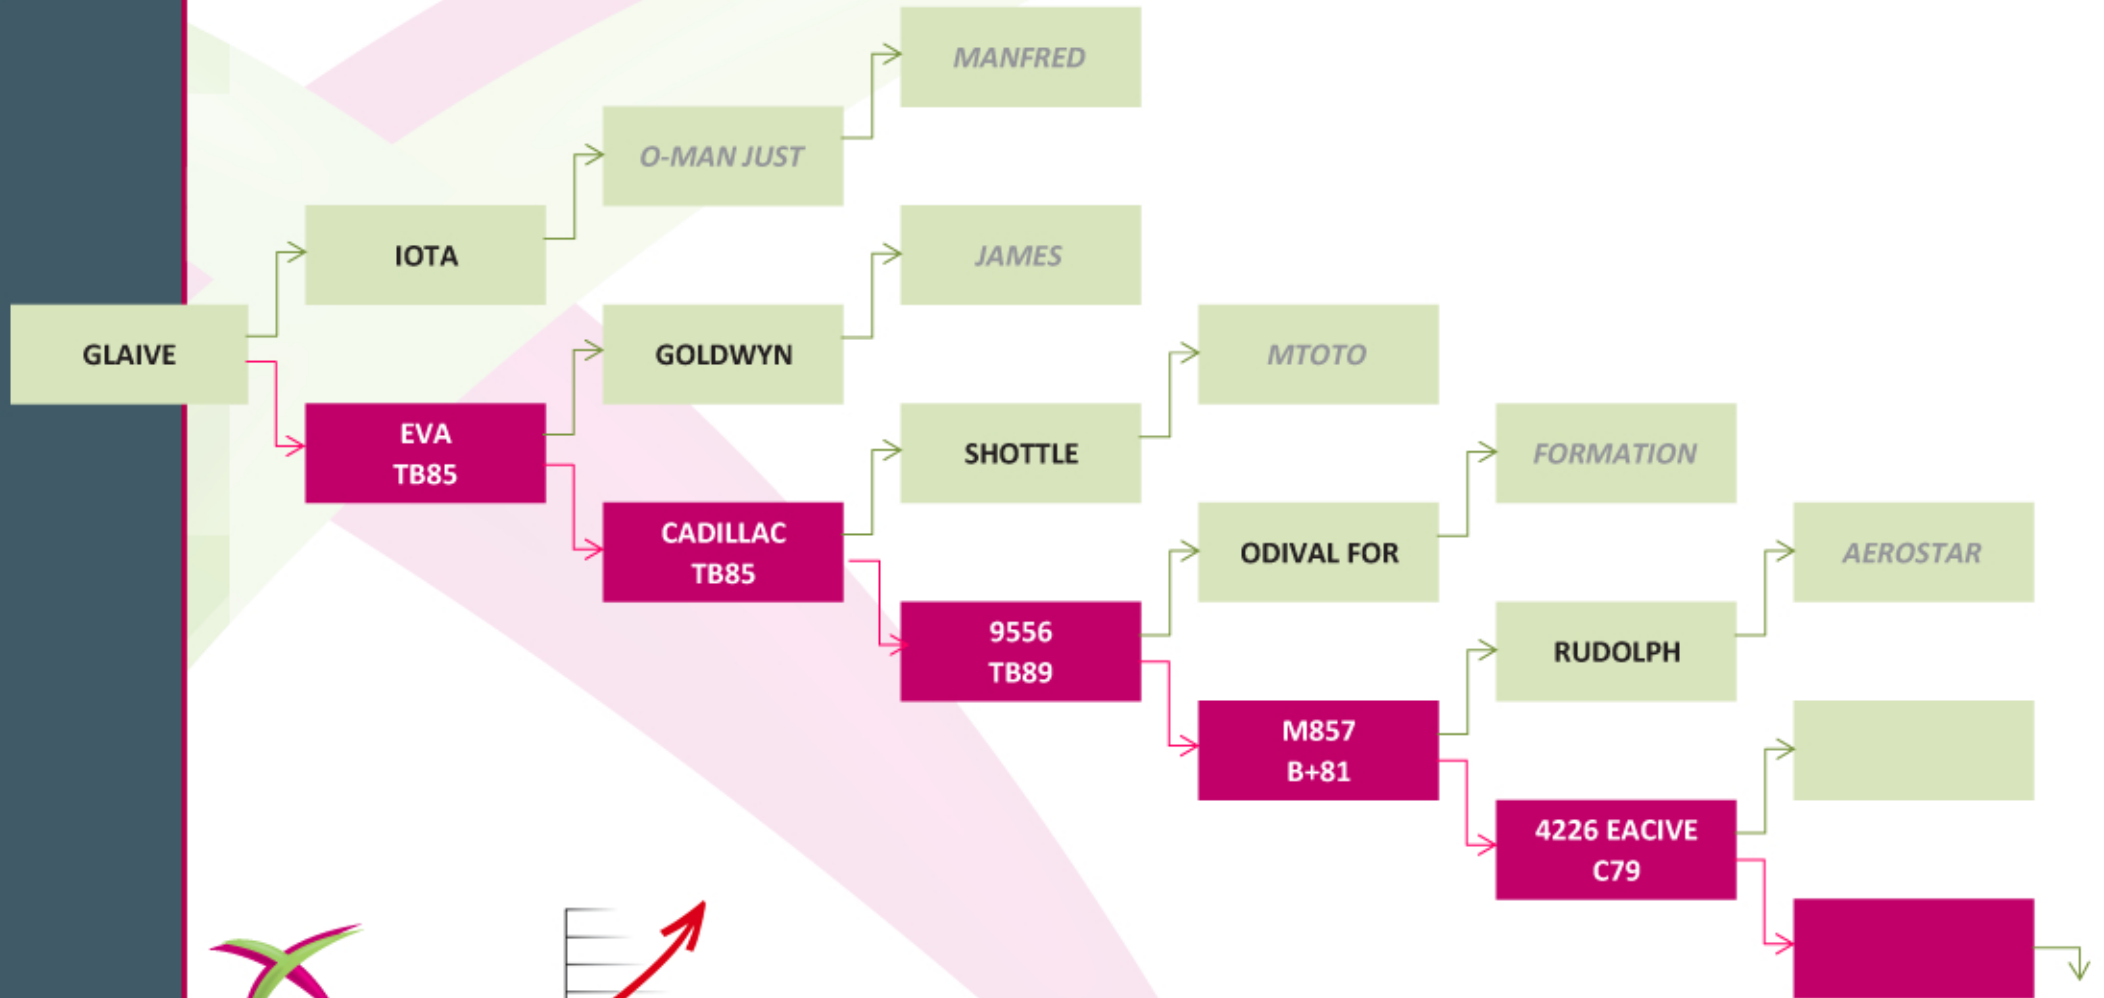 MANFRED
O-MAN JUST
IOTA
JAMES
GLAIVE
GOLDWYN
MTOTO
EVA
TB85
SHOTTLE
FORMATION
CADILLAC
TB85
ODIVAL FOR
AEROSTAR
9556
TB89
RUDOLPH
M857
B+81
4226 EACIVE
C79